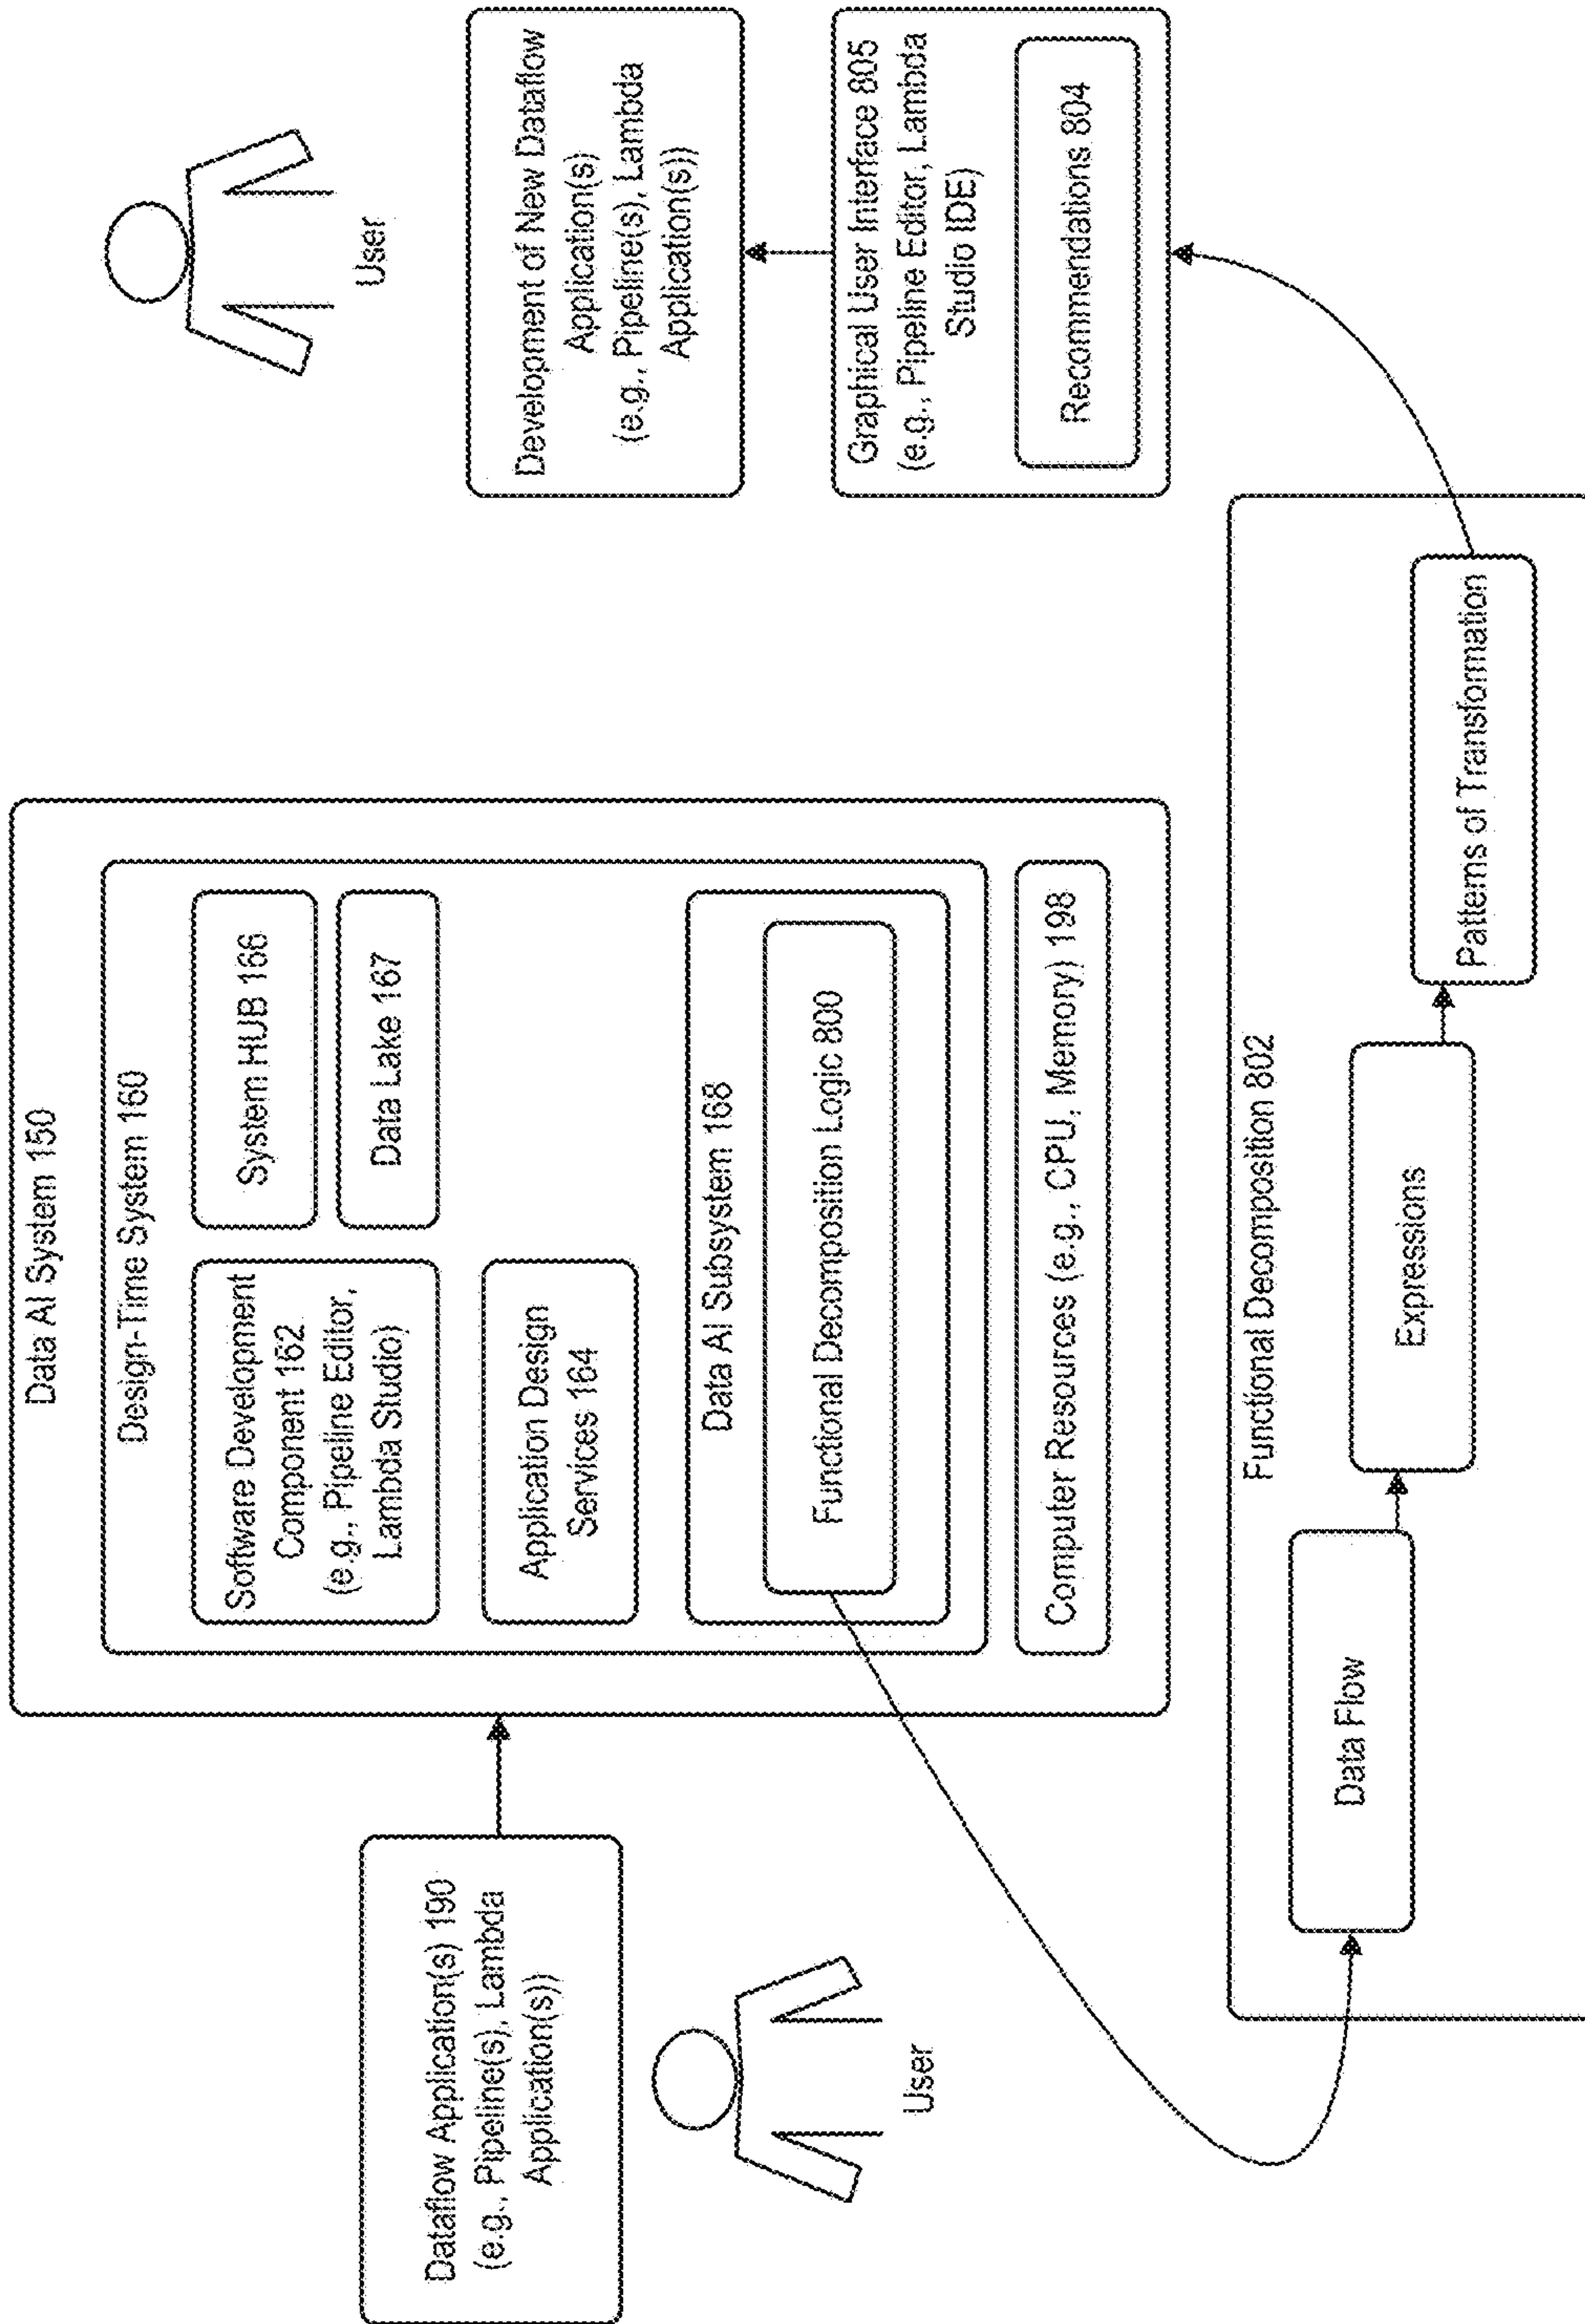 Dataflow Application(s) 190
(e.g., Pipeline(s), Lambda
Application(s))
User
Data AI System 150
Design-Time System 160
Software Development
Component 162
(e.g., Pipeline Editor,
Lambda Studio)
System HUB 166
Data Lake 167
Application Design
Services 164
Data AI Subsystem 168
Functional Decomposition Logic 800
Computer Resources (e.g., CPU, Memory) 198
User
Development of New Dataflow
Application(s)
(e.g., Pipeline(s), Lambda
Application(s))
Graphical User Interface 805
(e.g., Pipeline Editor, Lambda
Studio IDE)
Recommendations 804
Functional Decomposition 802
Data Flow
Expressions
Patterns of Transformation